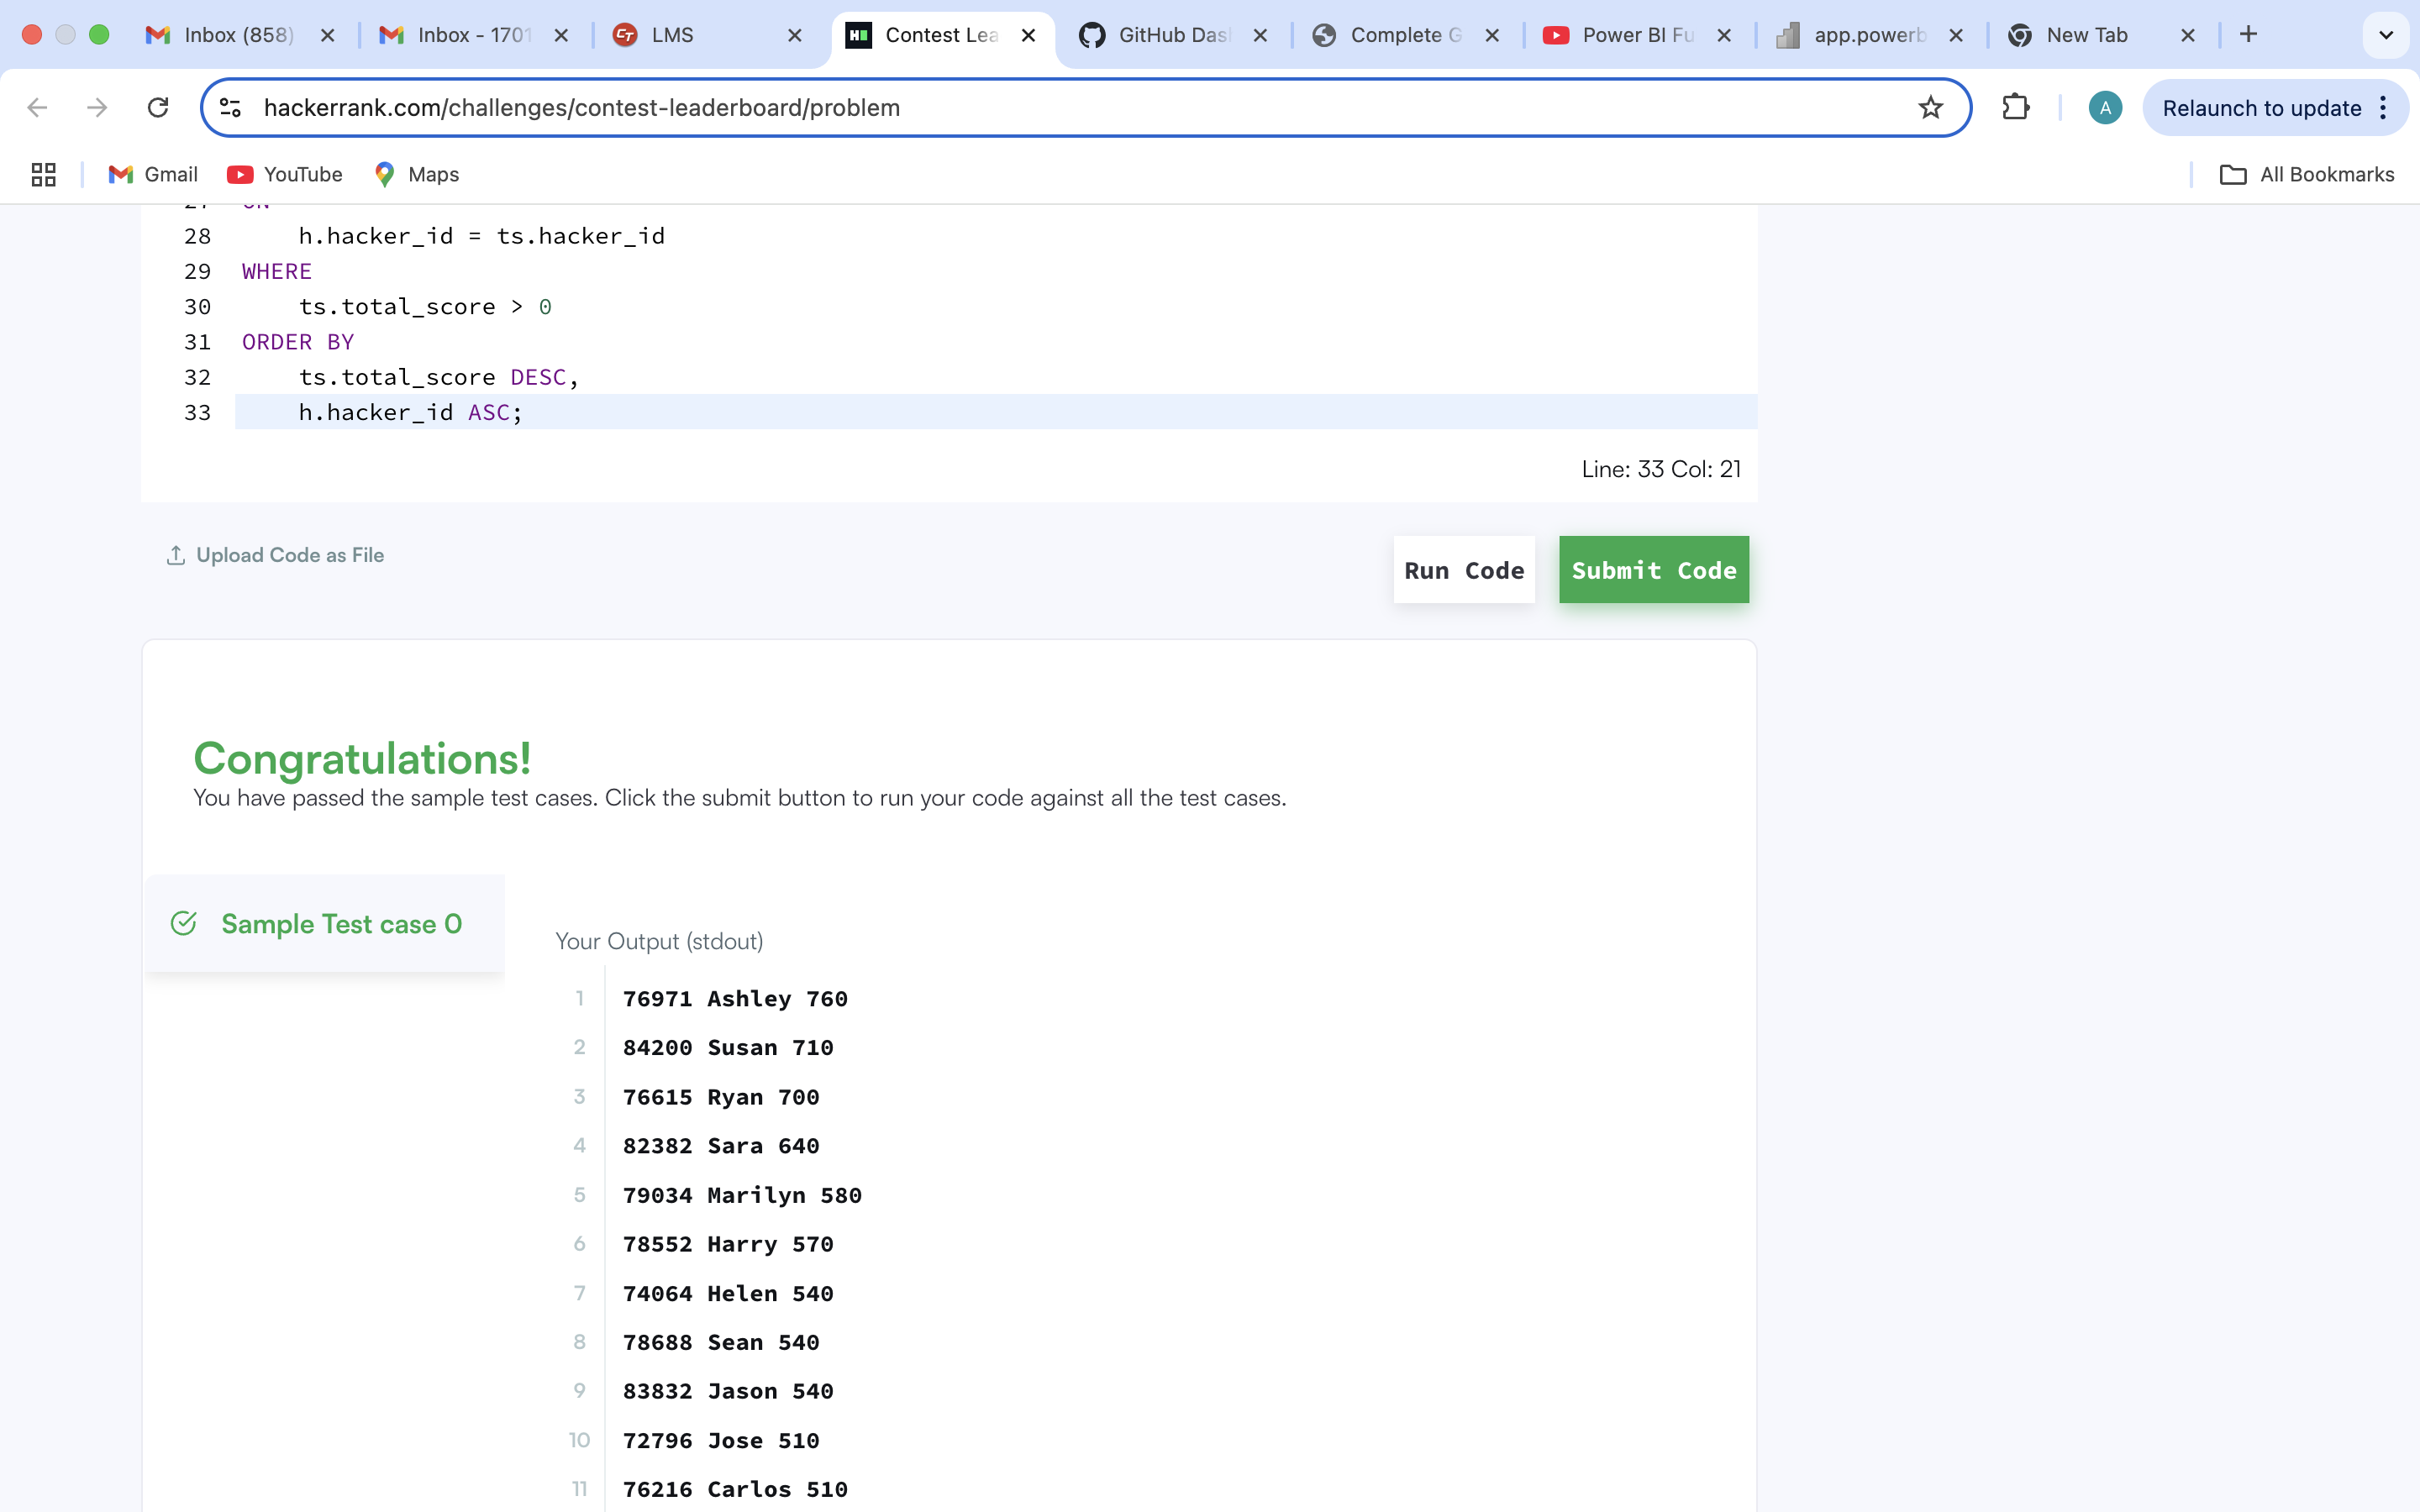 Inbox (858)
Inbox - 1701
LMS
Contest Lea
GitHub Das
Complete G
Power BI Fu
app.powerb
New Tab
hackerrank.com/challenges/contest-leaderboard/problem
A
Relaunch to update
Gmail
YouTube
Maps
All Bookmarks
27 ON
28 h.hacker_id = ts.hacker_id
29 WHERE
30 ts.total_score > 0
31 ORDER BY
32 ts.total_score DESC,
33 h.hacker_id ASC;
Line: 33 Col: 21
Upload Code as File
Run Code
Submit Code
Congratulations!
You have passed the sample test cases. Click the submit button to run your code against all the test cases.
Sample Test case 0
Your Output (stdout)
1 76971 Ashley 760
2 84200 Susan 710
3 76615 Ryan 700
4 82382 Sara 640
5 79034 Marilyn 580
6 78552 Harry 570
7 74064 Helen 540
8 78688 Sean 540
9 83832 Jason 540
10 72796 Jose 510
11 76216 Carlos 510